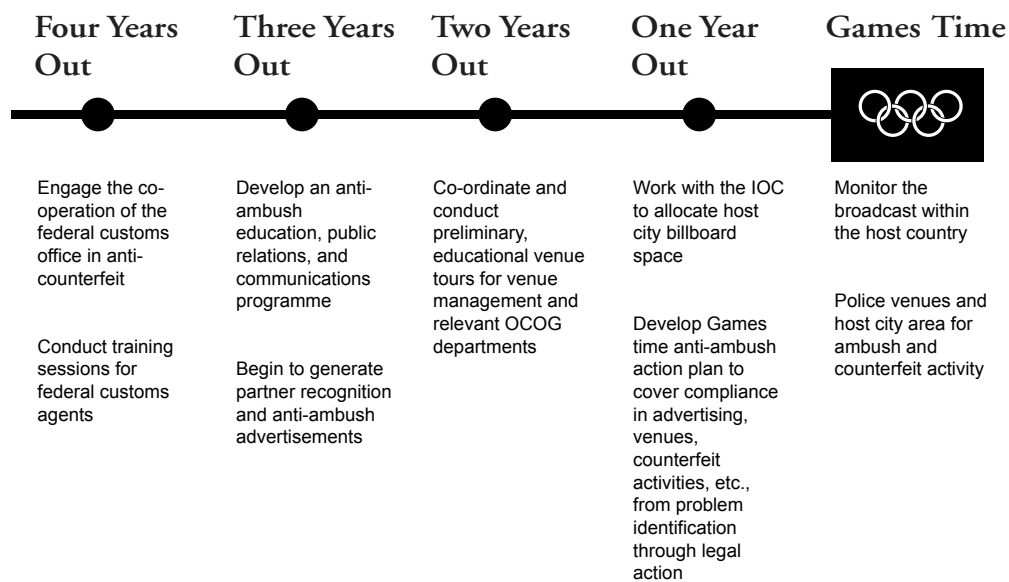 Four Years
Out
Three Years
Out
Two Years
Out
One Year
Out
Games Time
Engage the co-
operation of the
federal customs
office in anti-
counterfeit
Conduct training
sessions for
federal customs
agents
Develop an anti-
ambush
education, public
relations, and
communications
programme
Begin to generate
partner recognition
and anti-ambush
advertisements
Co-ordinate and
conduct
preliminary,
educational venue
tours for venue
management and
relevant OCOG
departments
Work with the IOC
to allocate host
city billboard
space
Develop Games
time anti-ambush
action plan to
cover compliance
in advertising,
venues,
counterfeit
activities, etc.,
from problem
identification
through legal
action
Monitor the
broadcast within
the host country
Police venues and
host city area for
ambush and
counterfeit activity